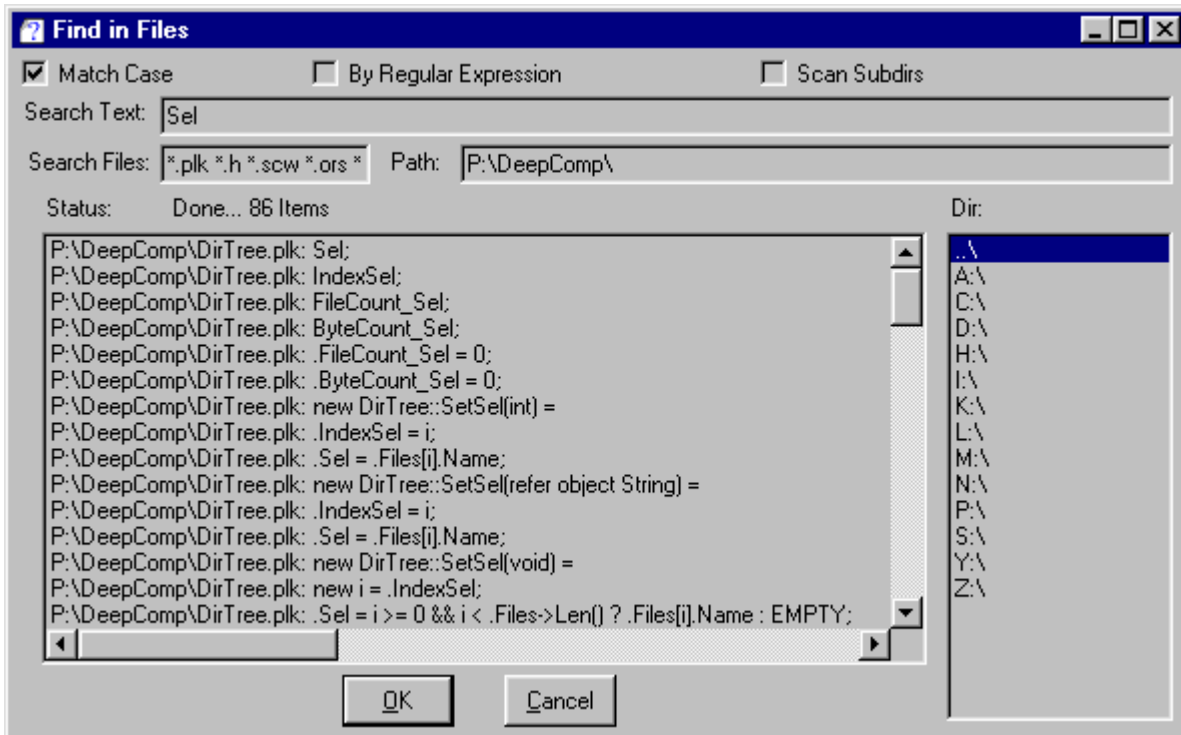 Find in Files
Match Case By Regular Expression Scan Subdirs
Search Text: Sel
Search Files: *.plk *.h *.scw *.ors * Path: P:\DeepComp\
Status: Done... 86 Items Dir:
P:\DeepComp\DirTree.plk: Sel;
P:\DeepComp\DirTree.plk: IndexSel;
P:\DeepComp\DirTree.plk: FileCount_Sel;
P:\DeepComp\DirTree.plk: ByteCount_Sel;
P:\DeepComp\DirTree.plk: .FileCount_Sel = 0;
P:\DeepComp\DirTree.plk: .ByteCount_Sel = 0;
P:\DeepComp\DirTree.plk: new DirTree::SetSel(int) =
P:\DeepComp\DirTree.plk: .IndexSel = i;
P:\DeepComp\DirTree.plk: .Sel = .Files[i].Name;
P:\DeepComp\DirTree.plk: new DirTree::SetSel(refer object String) =
P:\DeepComp\DirTree.plk: .IndexSel = i;
P:\DeepComp\DirTree.plk: .Sel = .Files[i].Name;
P:\DeepComp\DirTree.plk: new DirTree::SetSel(void) =
P:\DeepComp\DirTree.plk: new i = .IndexSel;
P:\DeepComp\DirTree.plk: .Sel = i >= 0 && i < .Files->Len() ? .Files[i].Name : EMPTY;
..\
A:\
C:\
D:\
H:\
I:\
K:\
L:\
M:\
N:\
P:\
S:\
Y:\
Z:\
OK Cancel